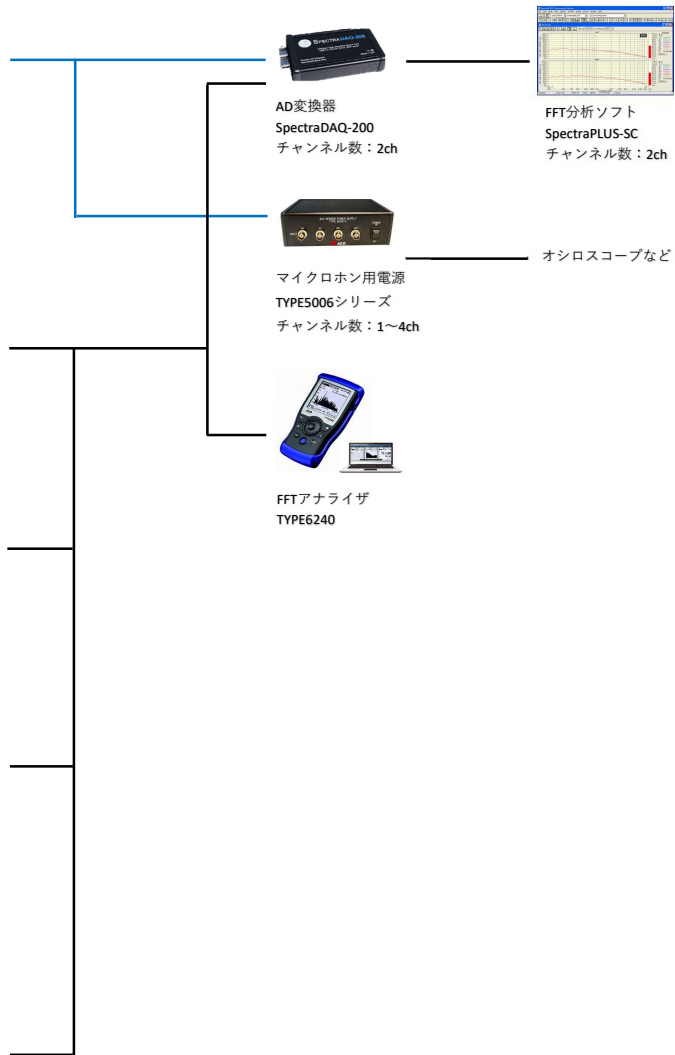 SPECTRADAQ-200
AD変換器
SpectraDAQ-200
チャンネル数：2ch
FFT分析ソフト
SpectraPLUS-SC
チャンネル数：2ch
ACO
マイクロホン用電源
TYPE5006シリーズ
チャンネル数：1～4ch
オシロスコープなど
FFTアナライザ
TYPE6240